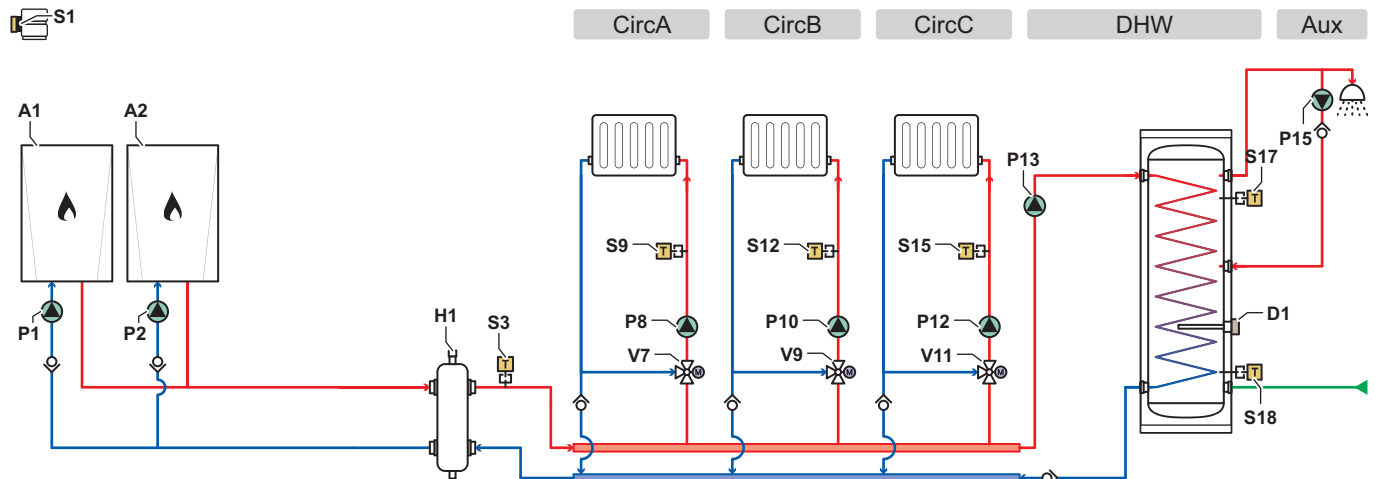 S1
CircA CircB CircC DHW Aux
A1 A2
P15
P13
S17
S9 S12 S15
P1 P2 H1 S3 P8 P10 P12 D1
V7 V9 V11
S18
T T T T T T
M M M